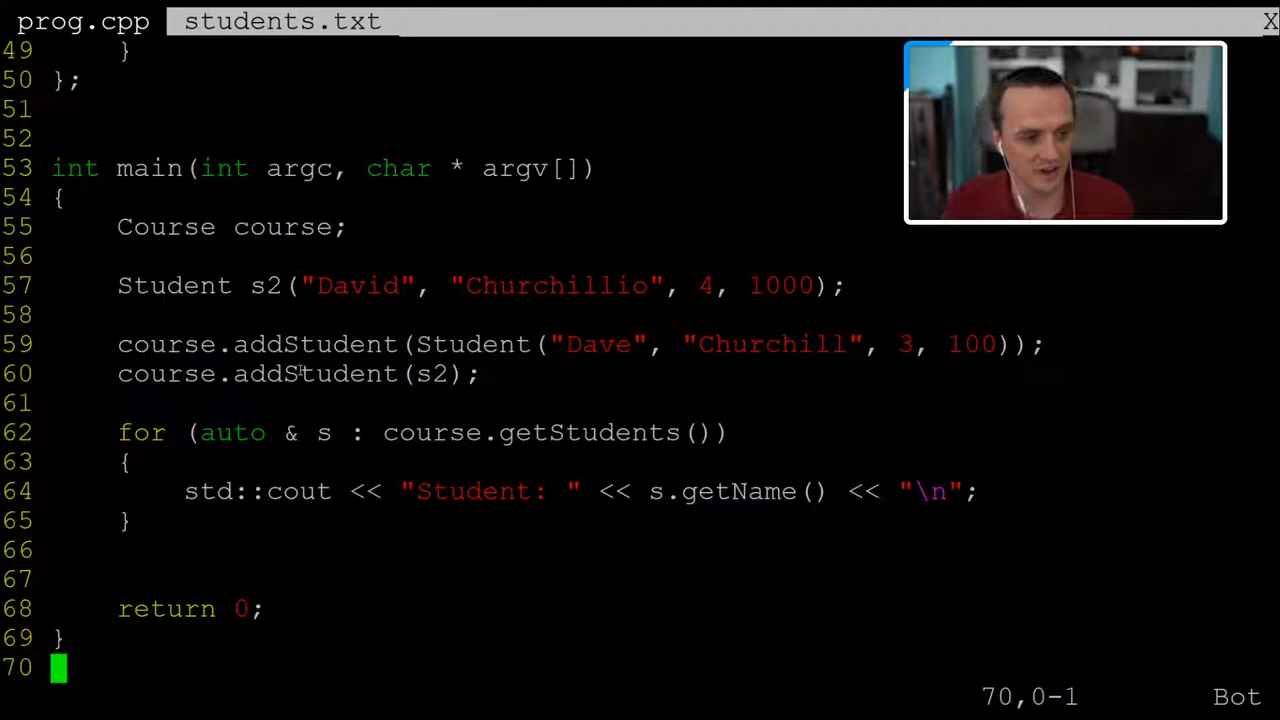 prog.cpp students.txt X
49 }
50 };
51
52
53 int main(int argc, char * argv[])
54 {
55 Course course;
56
57 Student s2("David", "Churchillio", 4, 1000);
58
59 course.addStudent(Student("Dave", "Churchill", 3, 100));
60 course.addStudent(s2);
61
62 for (auto & s : course.getStudents())
63 {
64 std::cout << "Student: " << s.getName() << "\n";
65 }
66
67
68 return 0;
69 }
70
70,0-1 Bot